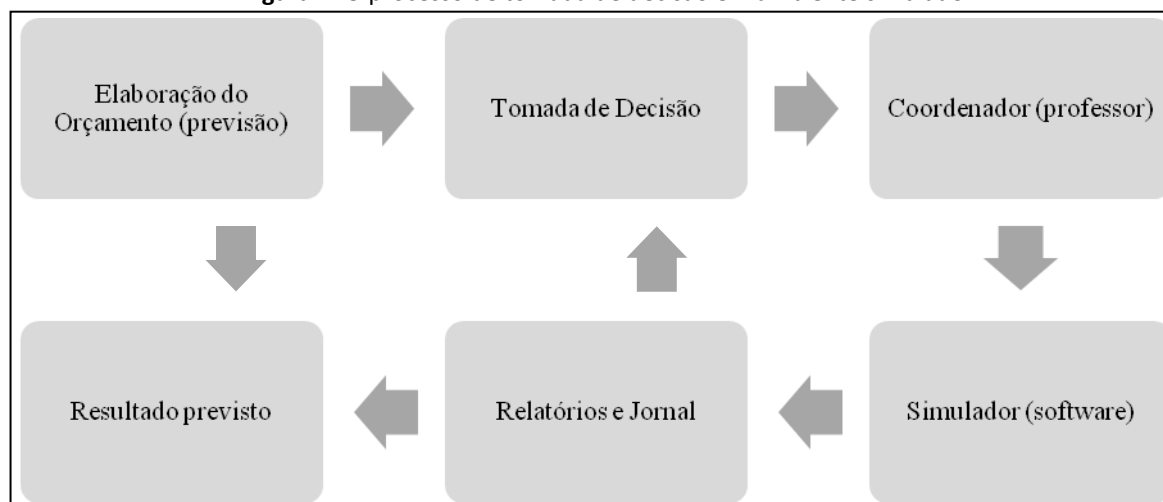 Elaboração do
Orçamento (previsão)
Tomada de Decisão
Coordenador (professor)
Resultado previsto
Relatórios e Jornal
Simulador (software)